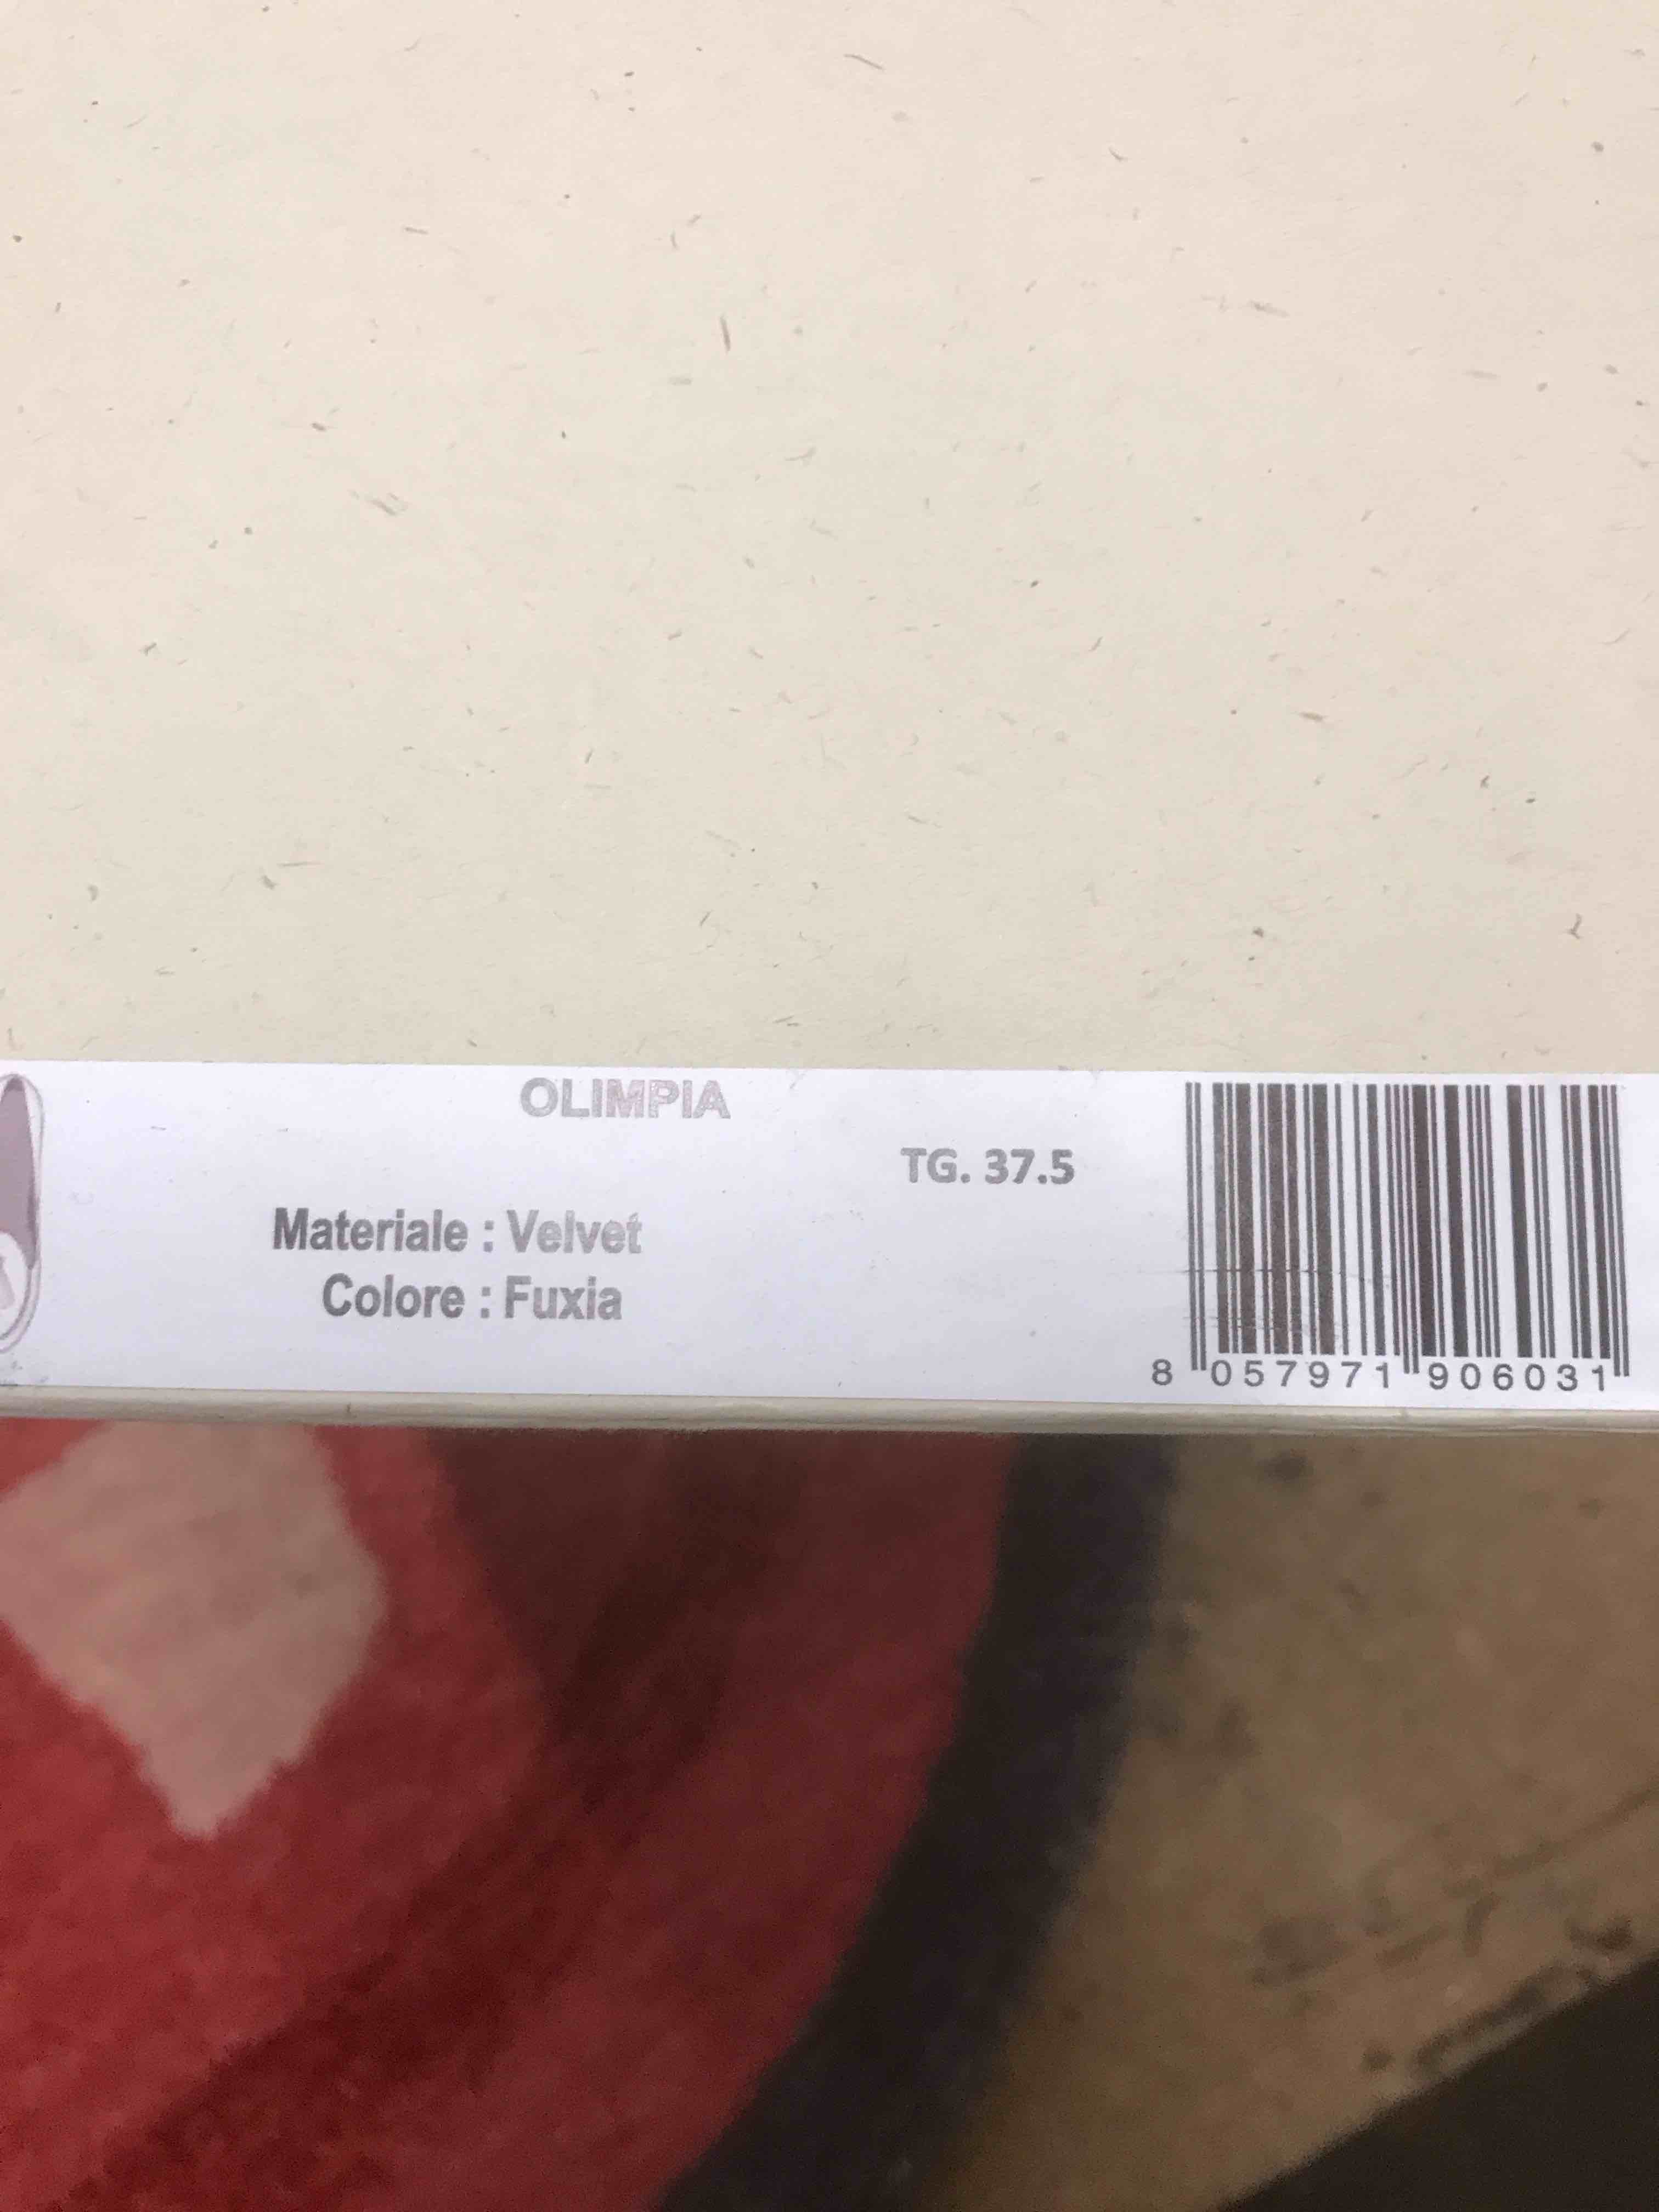 OLIMPIA
TG. 37.5
Materiale : Velvet
Colore : Fuxia
8 057971 906031